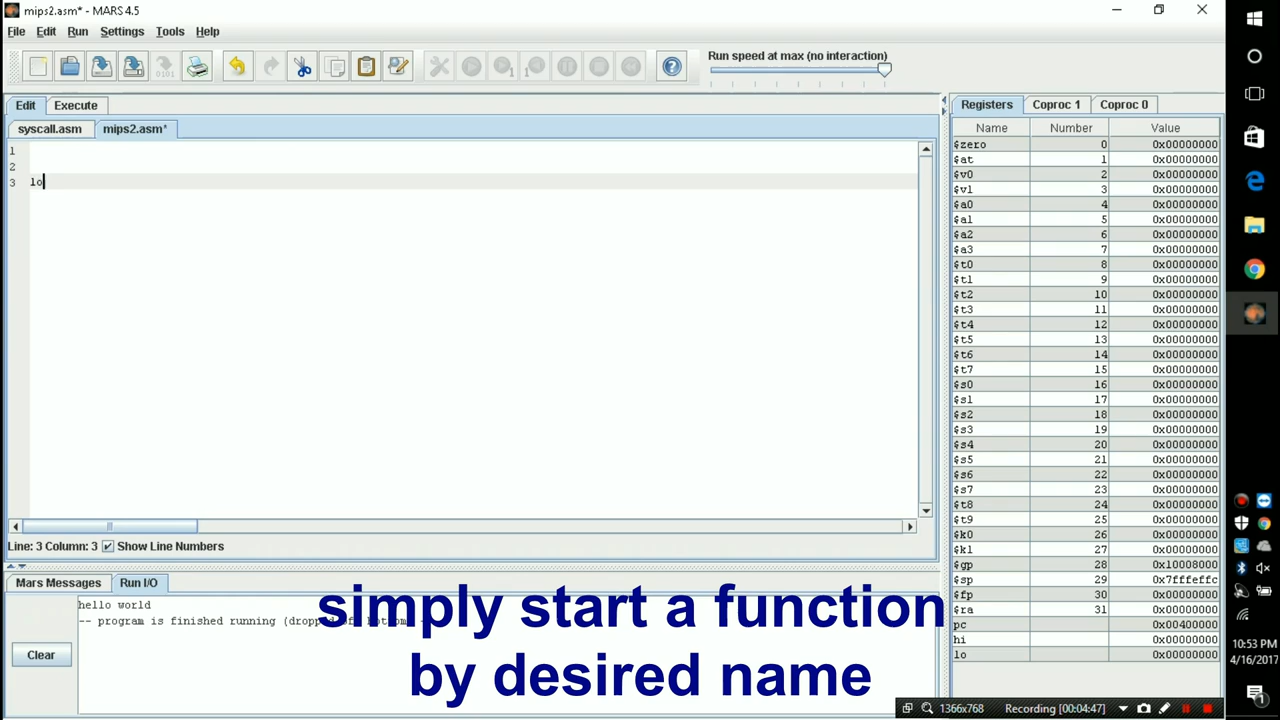 mips2.asm* - MARS 4.5
File Edit Run Settings Tools Help
Run speed at max (no interaction)
Edit Execute
syscall.asm mips2.asm*
1
2
3 lo
Line: 3 Column: 3 Show Line Numbers
Mars Messages Run I/O
hello world
-- program is finished running
Clear
simply start a function
by desired name
Registers Coproc 1 Coproc 0
Name Number Value
$zero 0 0x00000000
$at 1 0x00000000
$v0 2 0x00000000
$v1 3 0x00000000
$a0 4 0x00000000
$a1 5 0x00000000
$a2 6 0x00000000
$a3 7 0x00000000
$t0 8 0x00000000
$t1 9 0x00000000
$t2 10 0x00000000
$t3 11 0x00000000
$t4 12 0x00000000
$t5 13 0x00000000
$t6 14 0x00000000
$t7 15 0x00000000
$s0 16 0x00000000
$s1 17 0x00000000
$s2 18 0x00000000
$s3 19 0x00000000
$s4 20 0x00000000
$s5 21 0x00000000
$s6 22 0x00000000
$s7 23 0x00000000
$t8 24 0x00000000
$t9 25 0x00000000
$k0 26 0x00000000
$k1 27 0x00000000
$gp 28 0x10008000
$sp 29 0x7fffeffc
$fp 30 0x00000000
$ra 31 0x00000000
pc 0x00400000
hi 0x00000000
lo 0x00000000
1366x768 Recording [00:04:47]
10:53 PM
4/16/2017